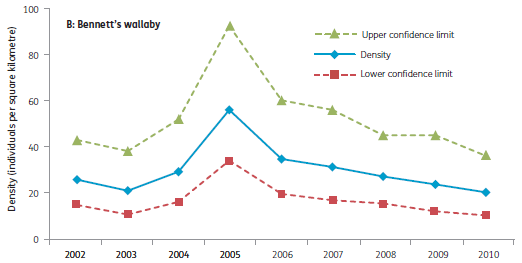 B: Bennett's wallaby
Density (individuals per square kilometre)
100
80
60
40
20
0
2002 2003 2004 2005 2006 2007 2008 2009 2010
Upper confidence limit
Density
Lower confidence limit